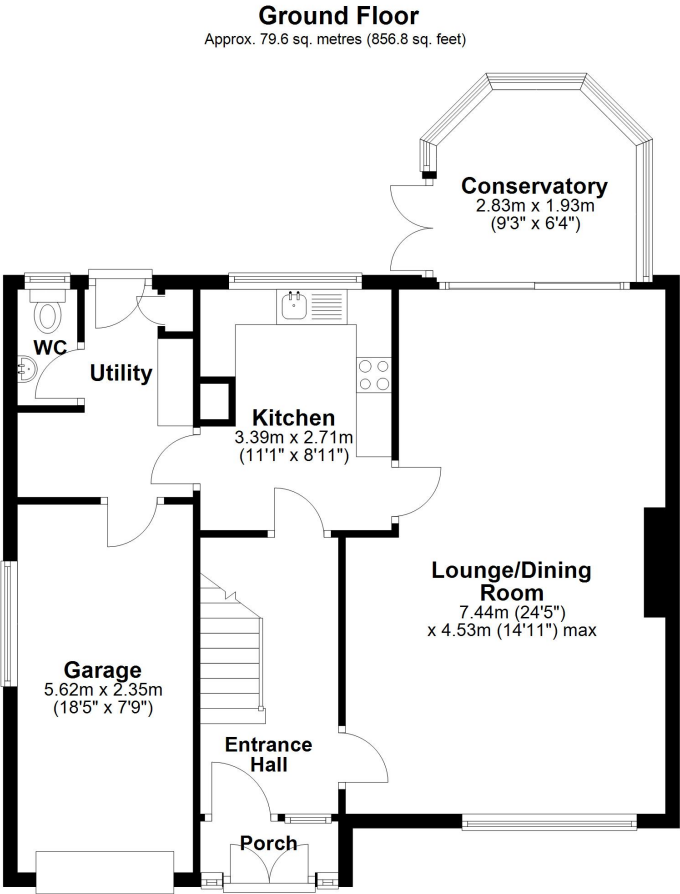 Ground Floor
Approx. 79.6 sq. metres (856.8 sq. feet)
Conservatory
2.83m x 1.93m
(9'3" x 6'4")
WC
Utility
Kitchen
3.39m x 2.71m
(11'1" x 8'11")
Lounge/Dining
Room
7.44m (24'5")
x 4.53m (14'11") max
Garage
5.62m x 2.35m
(18'5" x 7'9")
Entrance
Hall
Porch